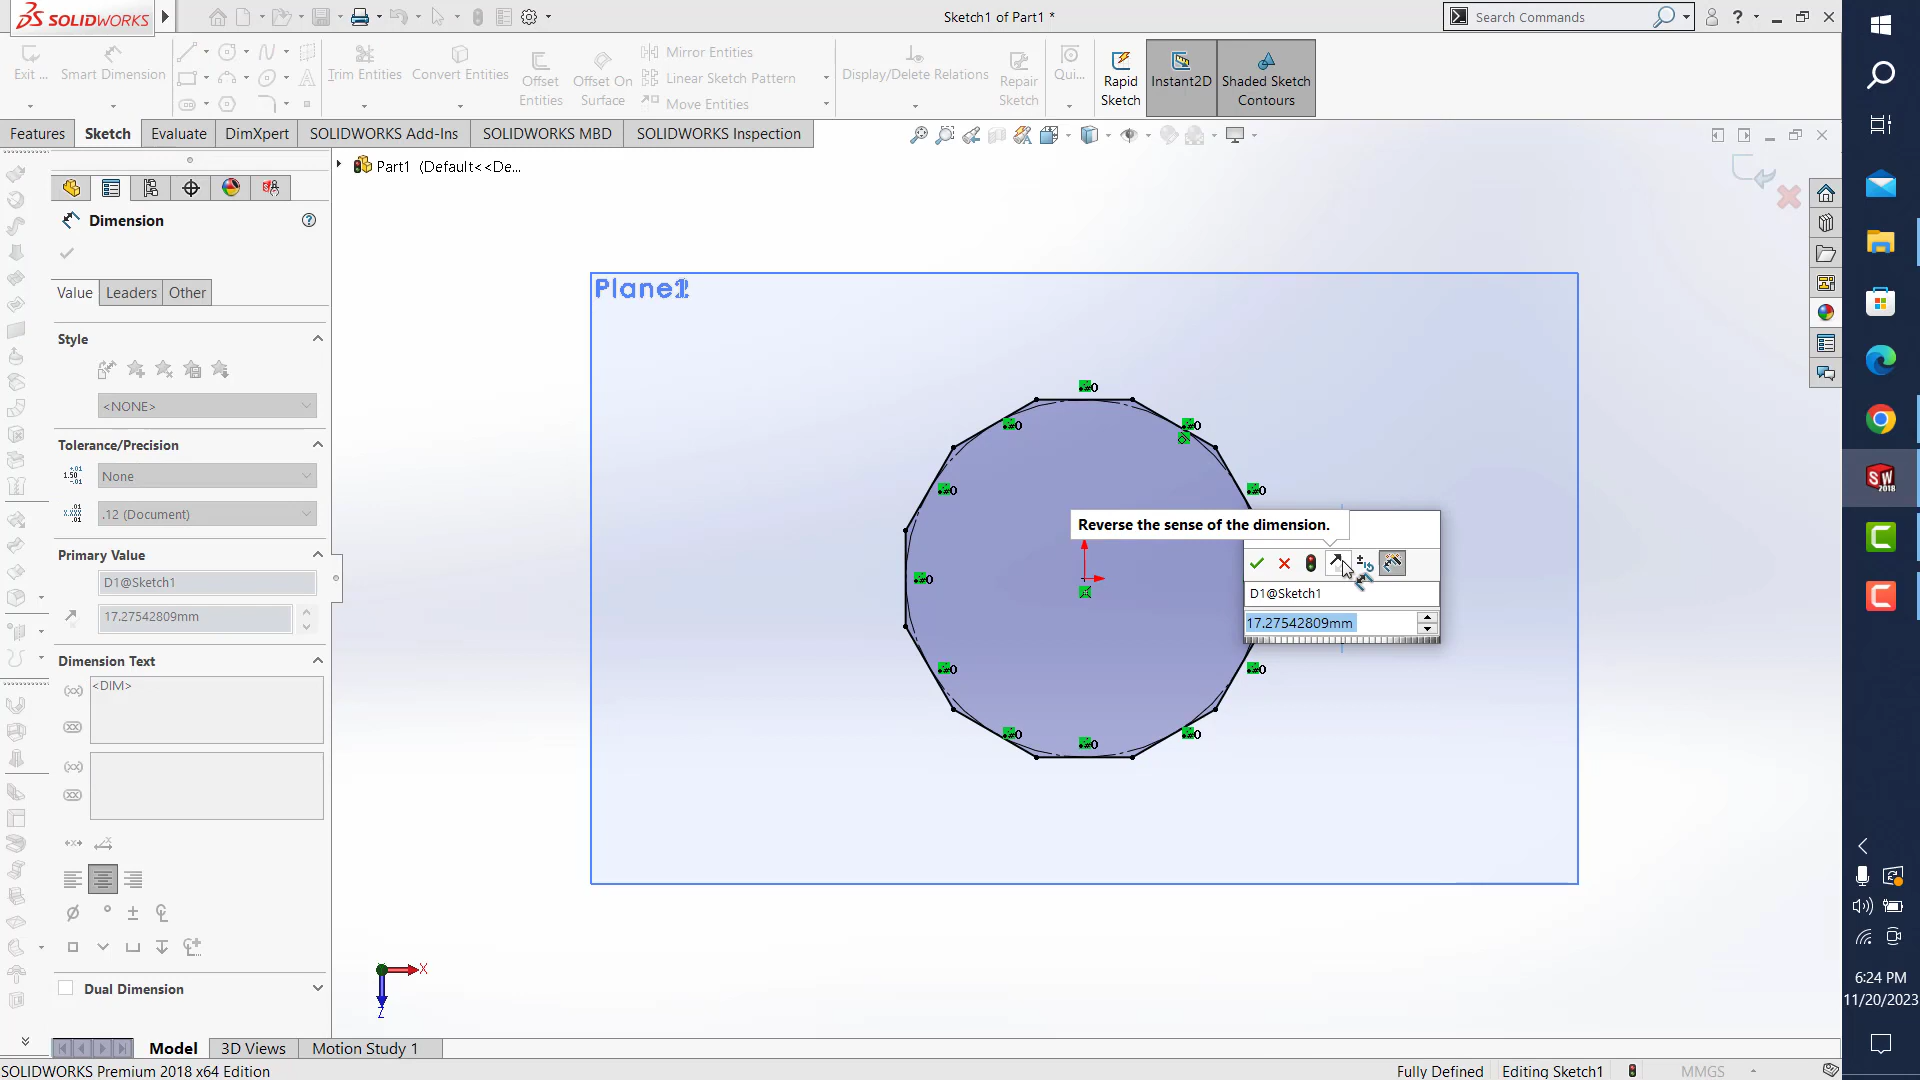 SOLIDWORKS
Sketch1 of Part1 *
Search Commands
Exit ...
Smart Dimension
Trim Entities
Convert Entities
Offset Entities
Offset On Surface
Mirror Entities
Linear Sketch Pattern
Move Entities
Display/Delete Relations
Repair Sketch
Qui...
Rapid Sketch
Instant2D
Shaded Sketch Contours
Features
Sketch
Evaluate
DimXpert
SOLIDWORKS Add-Ins
SOLIDWORKS MBD
SOLIDWORKS Inspection
Part1 (Default<<De...
Dimension
Value
Leaders
Other
Style
<NONE>
Tolerance/Precision
None
.12 (Document)
Primary Value
D1@Sketch1
17.27542809mm
Dimension Text
<DIM>
Dual Dimension
Reverse the sense of the dimension.
D1@Sketch1
17.27542809mm
X
Z
Model
3D Views
Motion Study 1
SOLIDWORKS Premium 2018 x64 Edition
Fully Defined
Editing Sketch1
MMGS
6:24 PM
11/20/2023